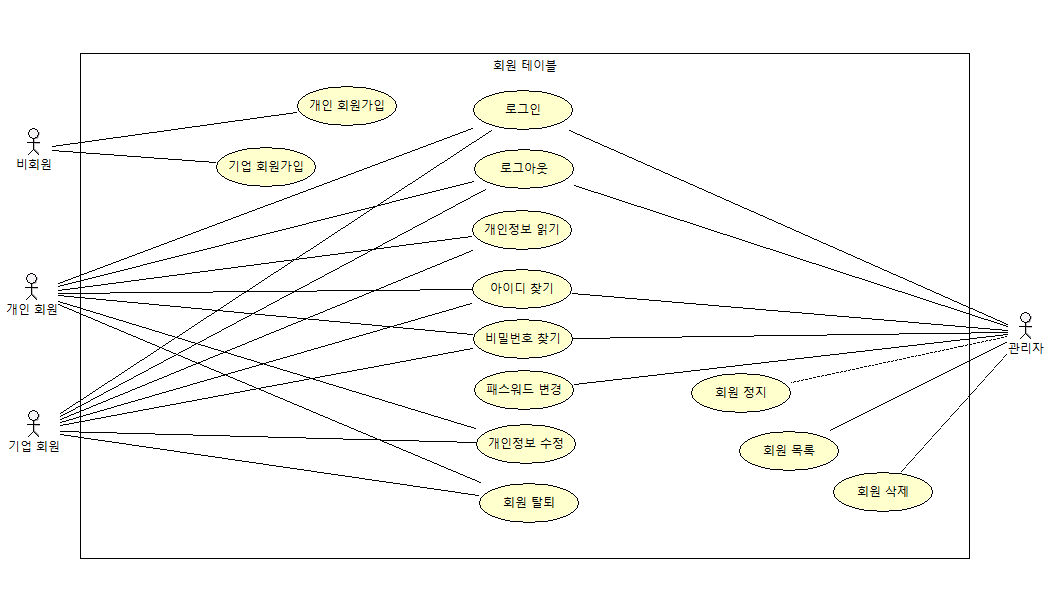 회원 테이블
개인 회원가입
로그인
비회원
기업 회원가입
로그아웃
개인정보 읽기
개인 회원
아이디 찾기
비밀번호 찾기
관리자
패스워드 변경
회원 정지
기업 회원
개인정보 수정
회원 목록
회원 삭제
회원 탈퇴